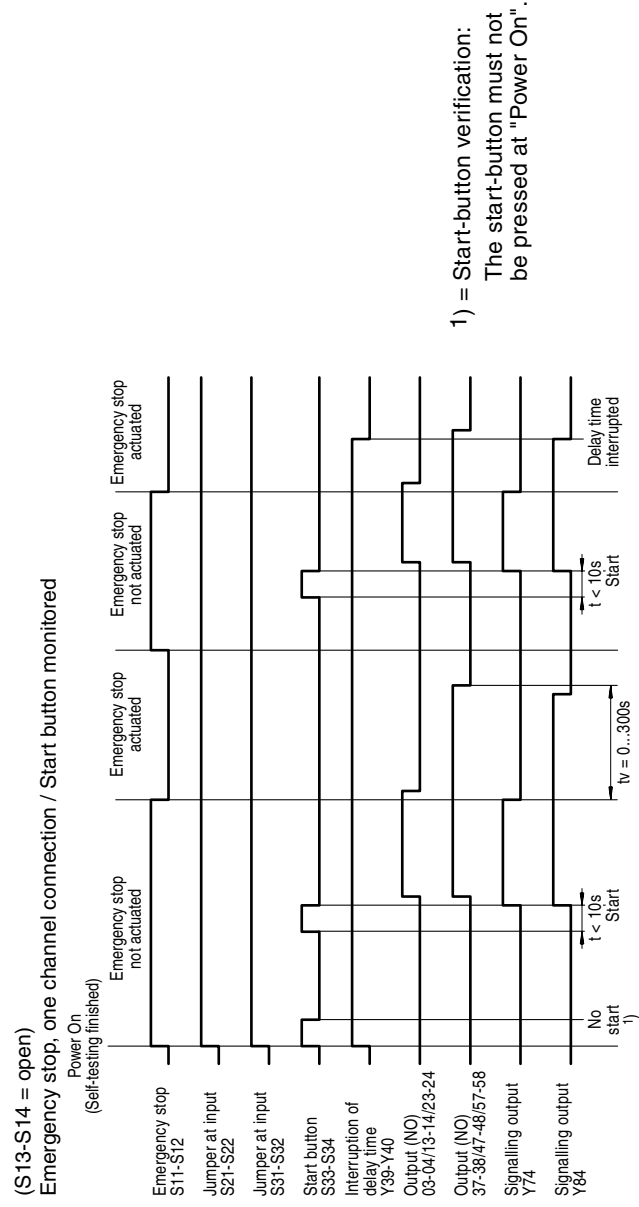 (S13-S14 = open)
Emergency stop, one channel connection / Start button monitored
Power On
(Self-testing finished)
Emergency stop
not actuated
Emergency stop
actuated
Emergency stop
not actuated
Emergency stop
actuated
Emergency stop
S11-S12
Jumper at input
S21-S22
Jumper at input
S31-S32
Start button
S33-S34
Interruption of
delay time
Y39-Y40
Output (NO)
03-04/13-14/23-24
Output (NO)
37-38/47-48/57-58
Signalling output
Y74
Signalling output
Y84
No
start
1)
t < 10s
Start
tv = 0...300s
t < 10s
Start
Delay time
interrupted
1) = Start-button verification:
The start-button must not
be pressed at "Power On".